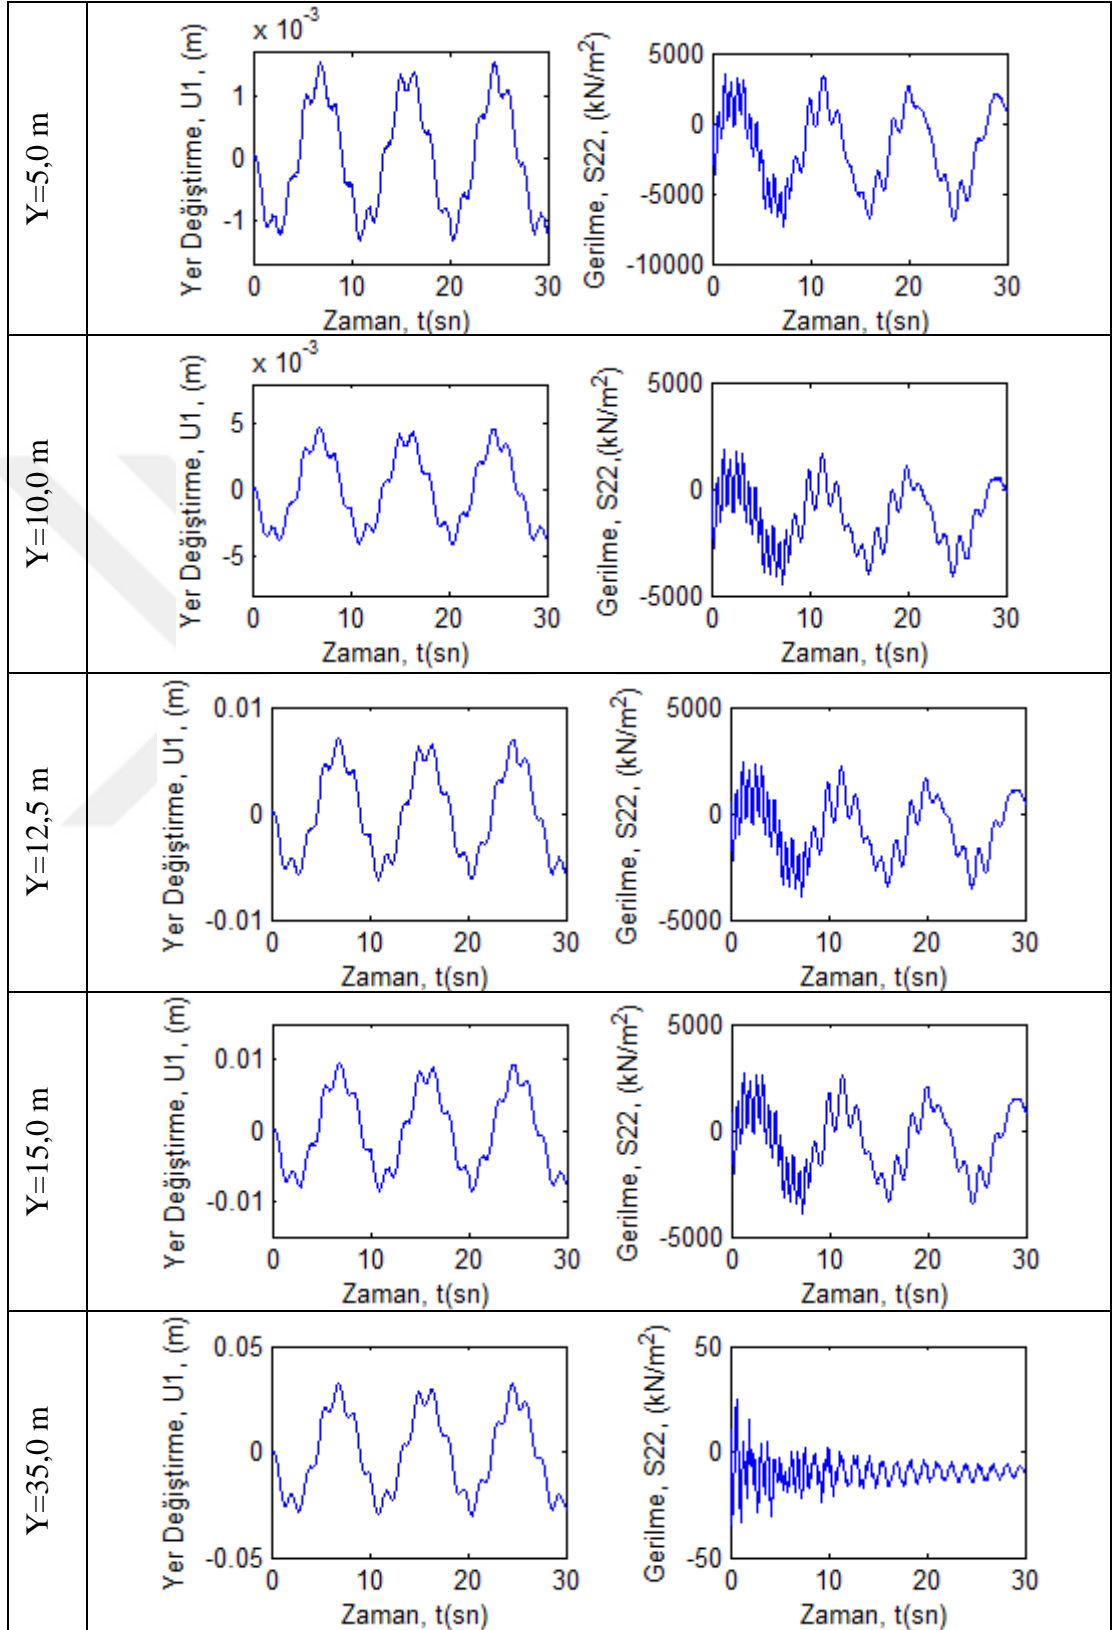 Y=5,0 m
x 10-3
Yer Değiştirme, U1, (m)
1
0
-1
0 10 20 30
Zaman, t(sn)
Gerilme, S22, (kN/m2)
5000
0
-5000
-10000
0 10 20 30
Zaman, t(sn)
Y=10,0 m
x 10-3
Yer Değiştirme, U1, (m)
5
0
-5
0 10 20 30
Zaman, t(sn)
Gerilme, S22,(kN/m2)
5000
0
-5000
0 10 20 30
Zaman, t(sn)
Y=12,5 m
Yer Değiştirme, U1, (m)
0.01
0
-0.01
0 10 20 30
Zaman, t(sn)
Gerilme, S22, (kN/m2)
5000
0
-5000
0 10 20 30
Zaman, t(sn)
Y=15,0 m
Yer Değiştirme, U1, (m)
0.01
0
-0.01
0 10 20 30
Zaman, t(sn)
Gerilme, S22, (kN/m2)
5000
0
-5000
0 10 20 30
Zaman, t(sn)
Y=35,0 m
Yer Değiştirme, U1, (m)
0.05
0
-0.05
0 10 20 30
Zaman, t(sn)
Gerilme, S22, (kN/m2)
50
0
-50
0 10 20 30
Zaman, t(sn)